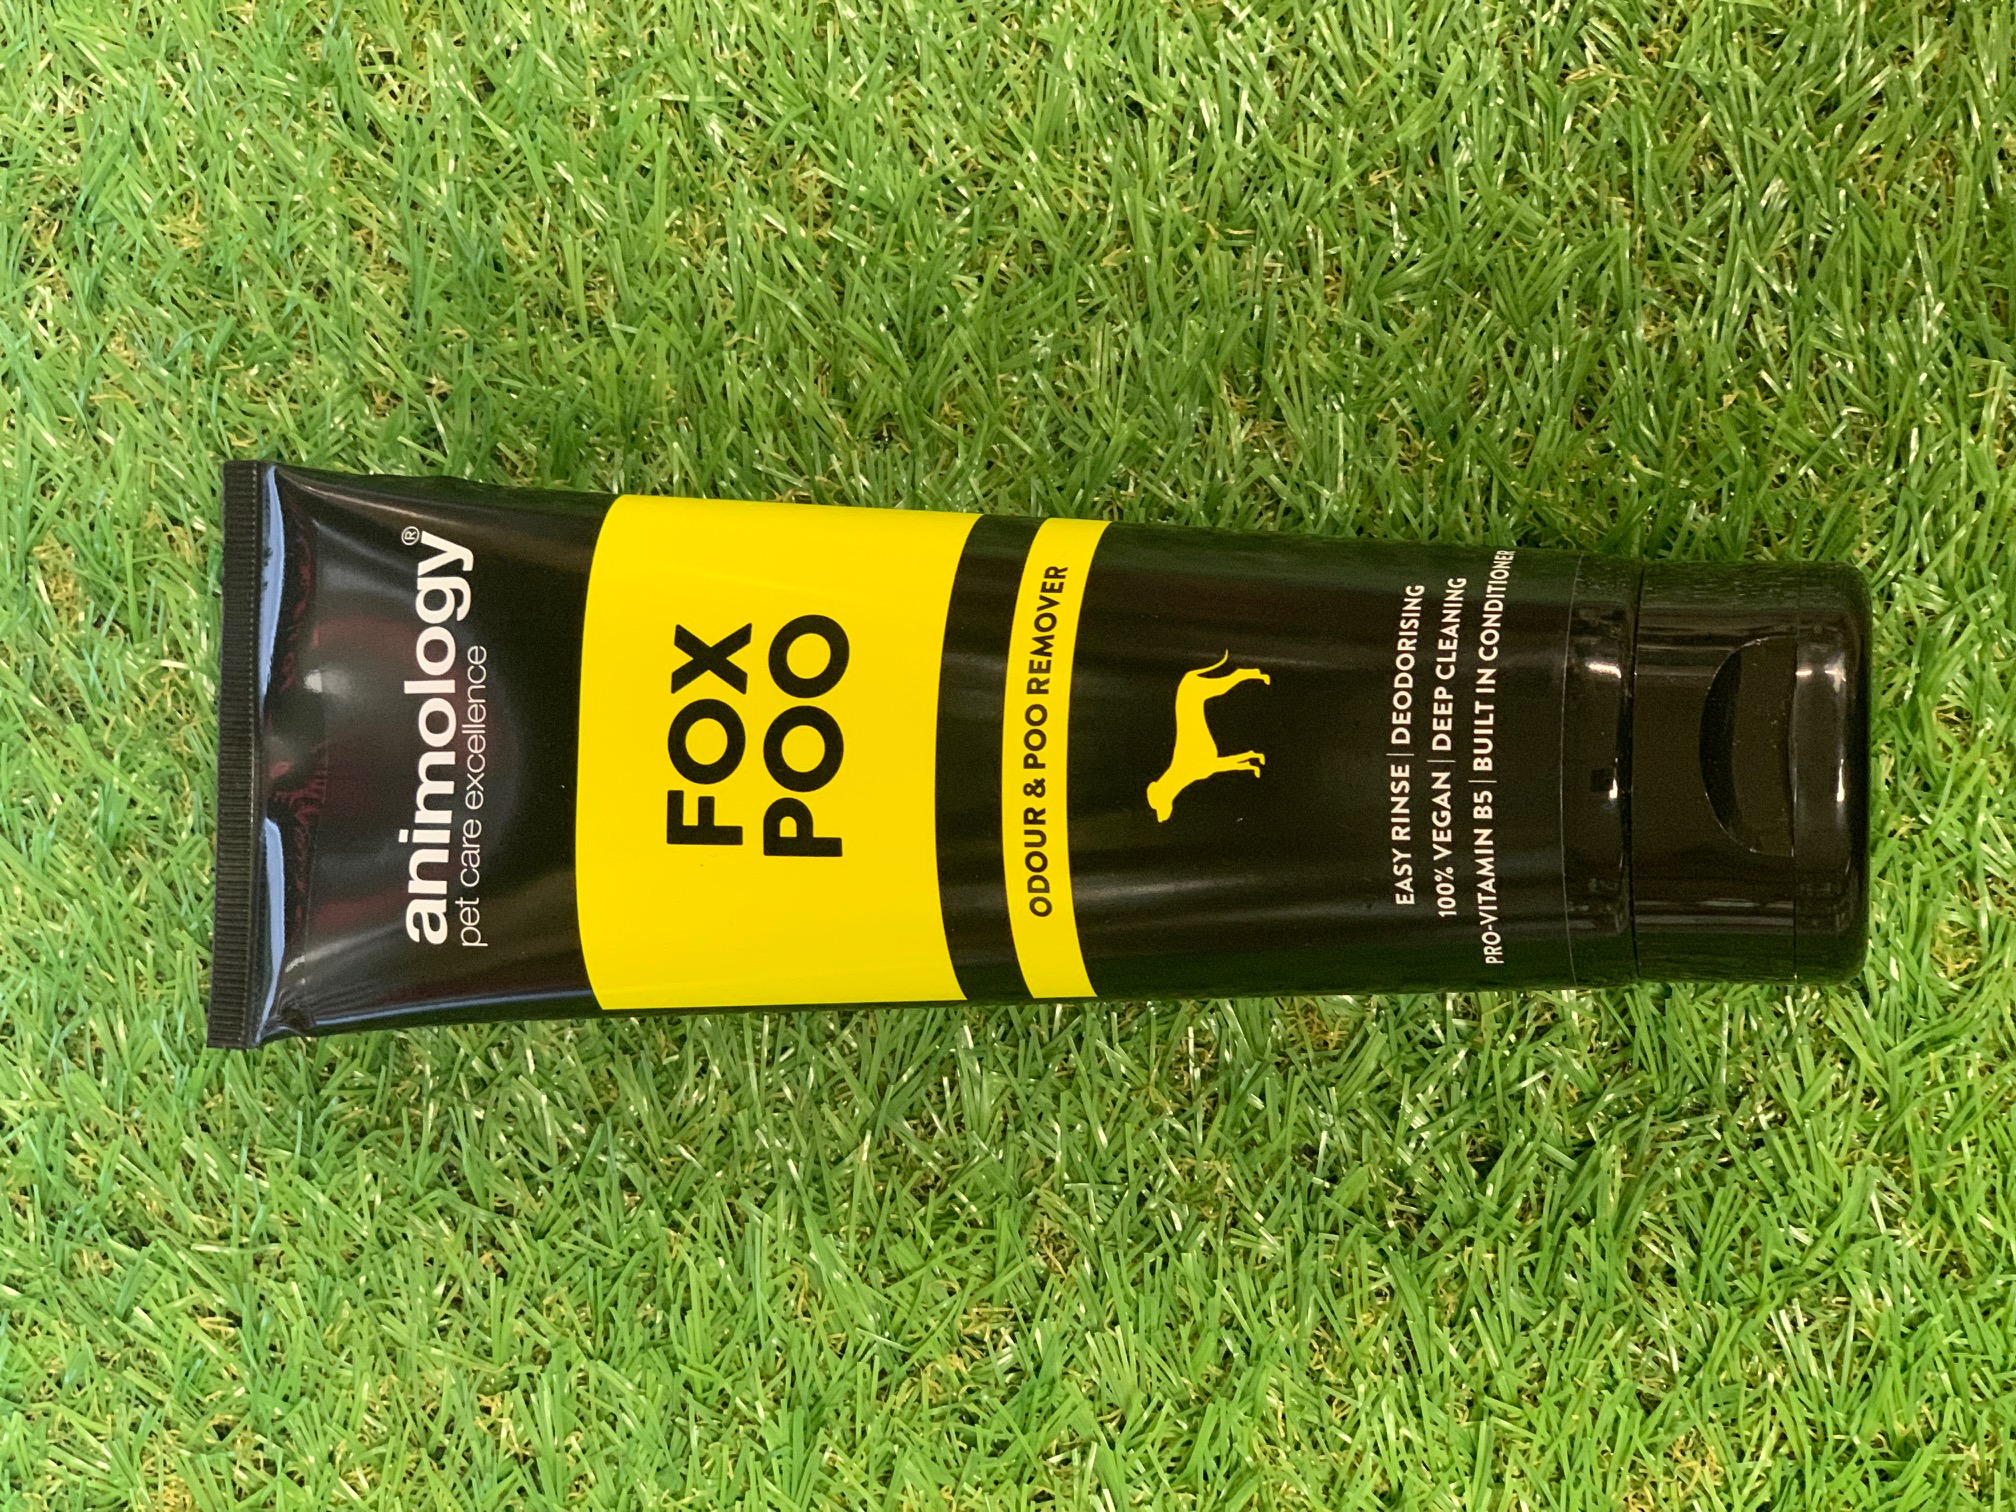 animology®
pet care excellence
FOX
POO
ODOUR & POO REMOVER
EASY RINSE | DEODORISING
100% VEGAN | DEEP CLEANING
PRO-VITAMIN B5 | BUILT IN CONDITIONER